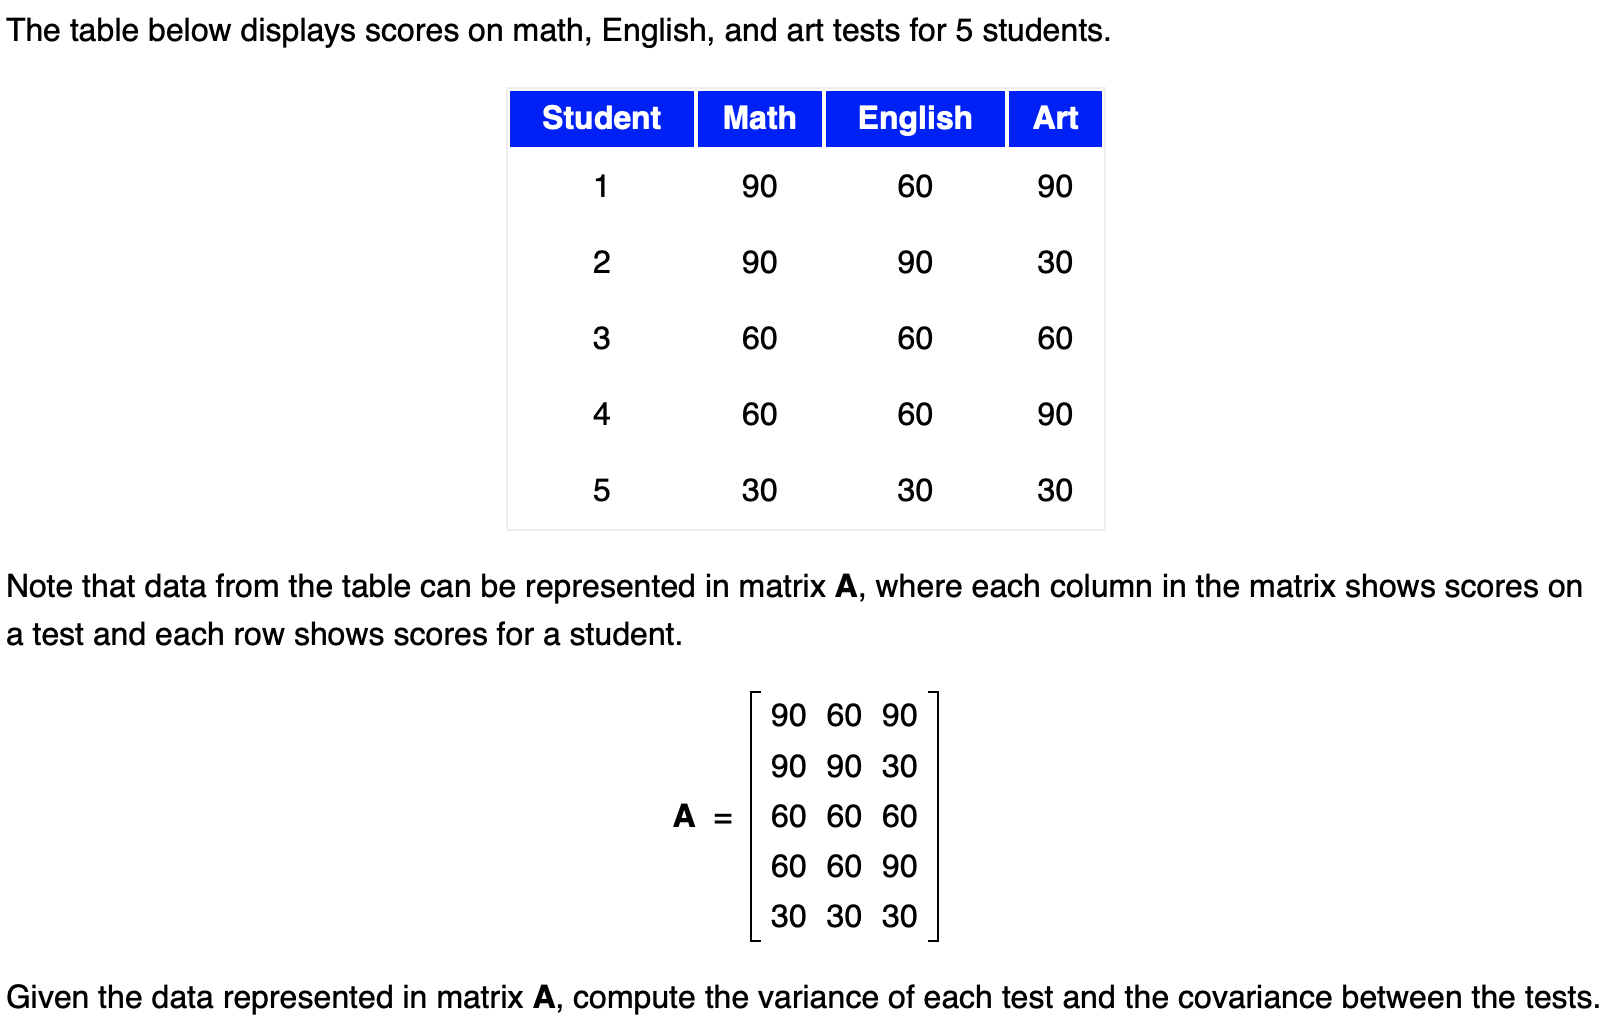 The table below displays scores on math, English, and art tests for 5 students.
Student Math English Art
1 90 60 90
2 90 90 30
3 60 60 60
4 60 60 90
5 30 30 30
Note that data from the table can be represented in matrix A, where each column in the matrix shows scores on
a test and each row shows scores for a student.
90 60 90
90 90 30
A = 60 60 60
60 60 90
30 30 30
Given the data represented in matrix A, compute the variance of each test and the covariance between the tests.